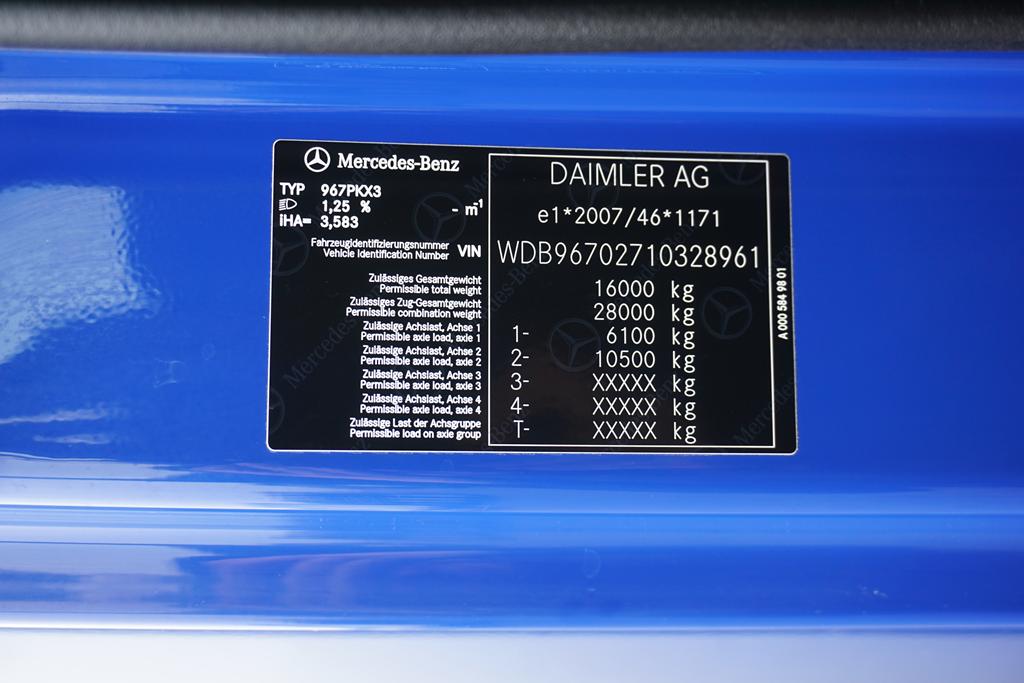 Mercedes-Benz
TYP 967PKX3
1,25 % - m⁻¹
iHA= 3,583
Fahrzeugidentifizierungsnummer
Vehicle Identification Number
VIN
Zulässiges Gesamtgewicht
Permissible total weight
Zulässiges Zug-Gesamtgewicht
Permissible combination weight
Zulässige Achslast, Achse 1
Permissible axle load, axle 1
Zulässige Achslast, Achse 2
Permissible axle load, axle 2
Zulässige Achslast, Achse 3
Permissible axle load, axle 3
Zulässige Achslast, Achse 4
Permissible axle load, axle 4
Zulässige Last der Achsgruppe
Permissible load on axle group
DAIMLER AG
e1*2007/46*1171
WDB96702710328961
16000 kg
28000 kg
1- 6100 kg
2- 10500 kg
3- XXXXX kg
4- XXXXX kg
T- XXXXX kg
A 000 584 98 01